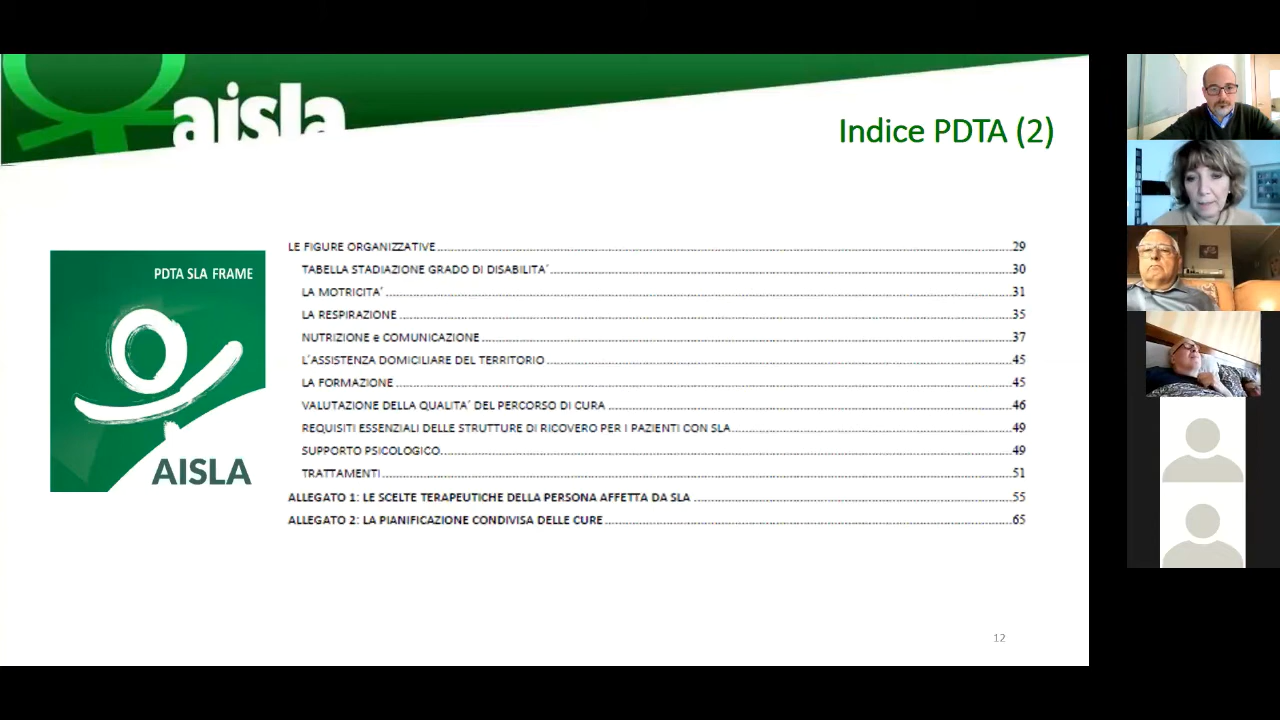 aisla
Indice PDTA (2)
PDTA SLA FRAME
AISLA
LE FIGURE ORGANIZZATIVE 29
TABELLA STADIAZIONE GRADO DI DISABILITA´ 30
LA MOTRICITA´ 31
LA RESPIRAZIONE 35
NUTRIZIONE e COMUNICAZIONE 37
L´ASSISTENZA DOMICILIARE DEL TERRITORIO 45
LA FORMAZIONE 45
VALUTAZIONE DELLA QUALITA´ DEL PERCORSO DI CURA 46
REQUISITI ESSENZIALI DELLE STRUTTURE DI RICOVERO PER I PAZIENTI CON SLA 49
SUPPORTO PSICOLOGICO 49
TRATTAMENTI 51
ALLEGATO 1: LE SCELTE TERAPEUTICHE DELLA PERSONA AFFETTA DA SLA 55
ALLEGATO 2: LA PIANIFICAZIONE CONDIVISA DELLE CURE 65
12